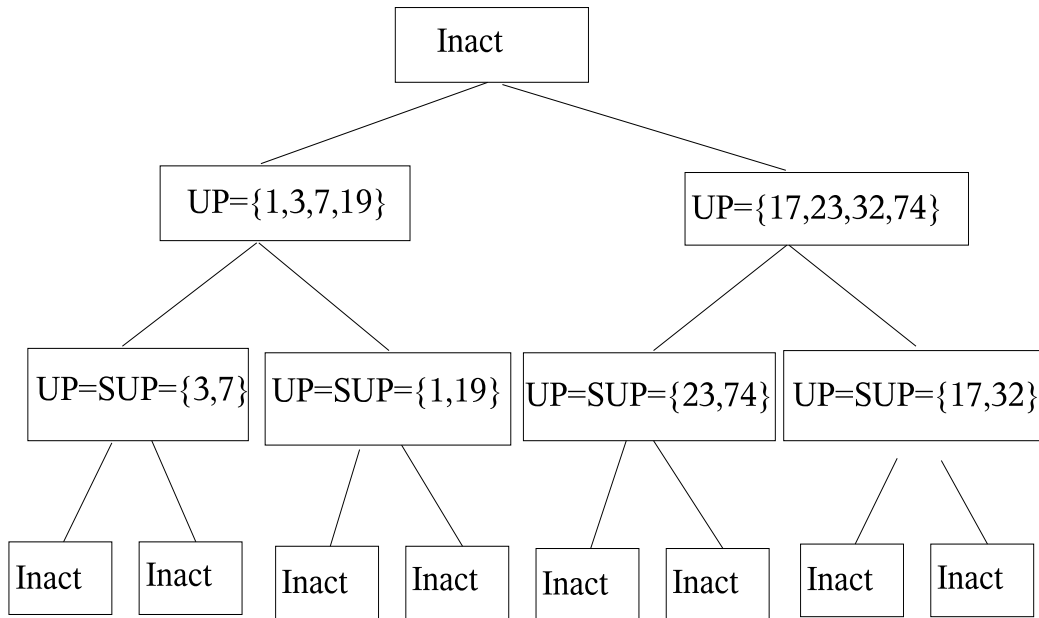 Inact
UP={1,3,7,19}
UP={17,23,32,74}
UP=SUP={3,7}
UP=SUP={1,19}
UP=SUP={23,74}
UP=SUP={17,32}
Inact
Inact
Inact
Inact
Inact
Inact
Inact
Inact